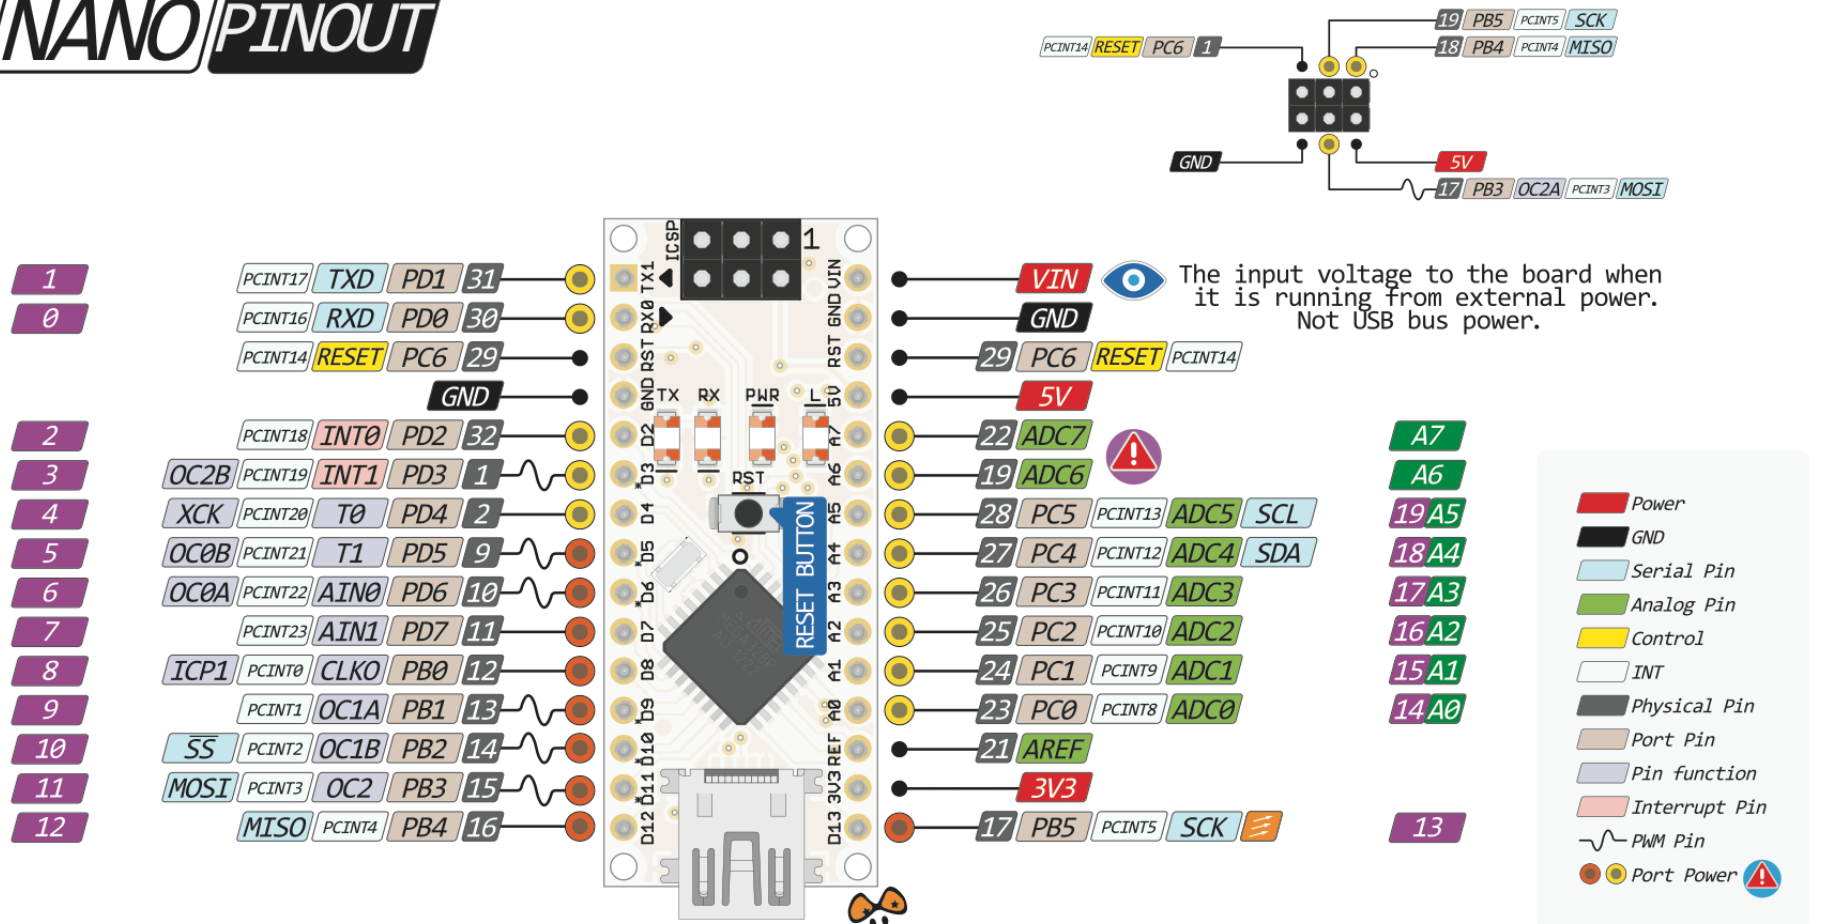 NANO PINOUT
19 PB5 PCINT5 SCK
PCINT14 RESET PC6 1
18 PB4 PCINT4 MISO
GND
5V
17 PB3 OC2A PCINT3 MOSI
The input voltage to the board when
it is running from external power.
Not USB bus power.
1 PCINT17 TXD PD1 31
0 PCINT16 RXD PD0 30
PCINT14 RESET PC6 29
GND
2 PCINT18 INT0 PD2 32
3 OC2B PCINT19 INT1 PD3 1
4 XCK PCINT20 T0 PD4 2
5 OC0B PCINT21 T1 PD5 9
6 OC0A PCINT22 AIN0 PD6 10
7 PCINT23 AIN1 PD7 11
8 ICP1 PCINT0 CLKO PB0 12
9 PCINT1 OC1A PB1 13
10 SS PCINT2 OC1B PB2 14
11 MOSI PCINT3 OC2 PB3 15
12 MISO PCINT4 PB4 16
ICSP
1
TX1
RX0
RST
GND
D2
D3
D4
D5
D6
D7
D8
D9
D10
D11
D12
TX RX PWR L
RST
RESET BUTTON
VIN
GND
RST
5V
A7
A6
A5
A4
A3
A2
A1
A0
REF
3V3
D13
VIN
GND
29 PC6 RESET PCINT14
5V
22 ADC7 A7
19 ADC6 A6
28 PC5 PCINT13 ADC5 SCL 19 A5
27 PC4 PCINT12 ADC4 SDA 18 A4
26 PC3 PCINT11 ADC3 17 A3
25 PC2 PCINT10 ADC2 16 A2
24 PC1 PCINT9 ADC1 15 A1
23 PC0 PCINT8 ADC0 14 A0
21 AREF
3V3
17 PB5 PCINT5 SCK 13
Power
GND
Serial Pin
Analog Pin
Control
INT
Physical Pin
Port Pin
Pin function
Interrupt Pin
PWM Pin
Port Power